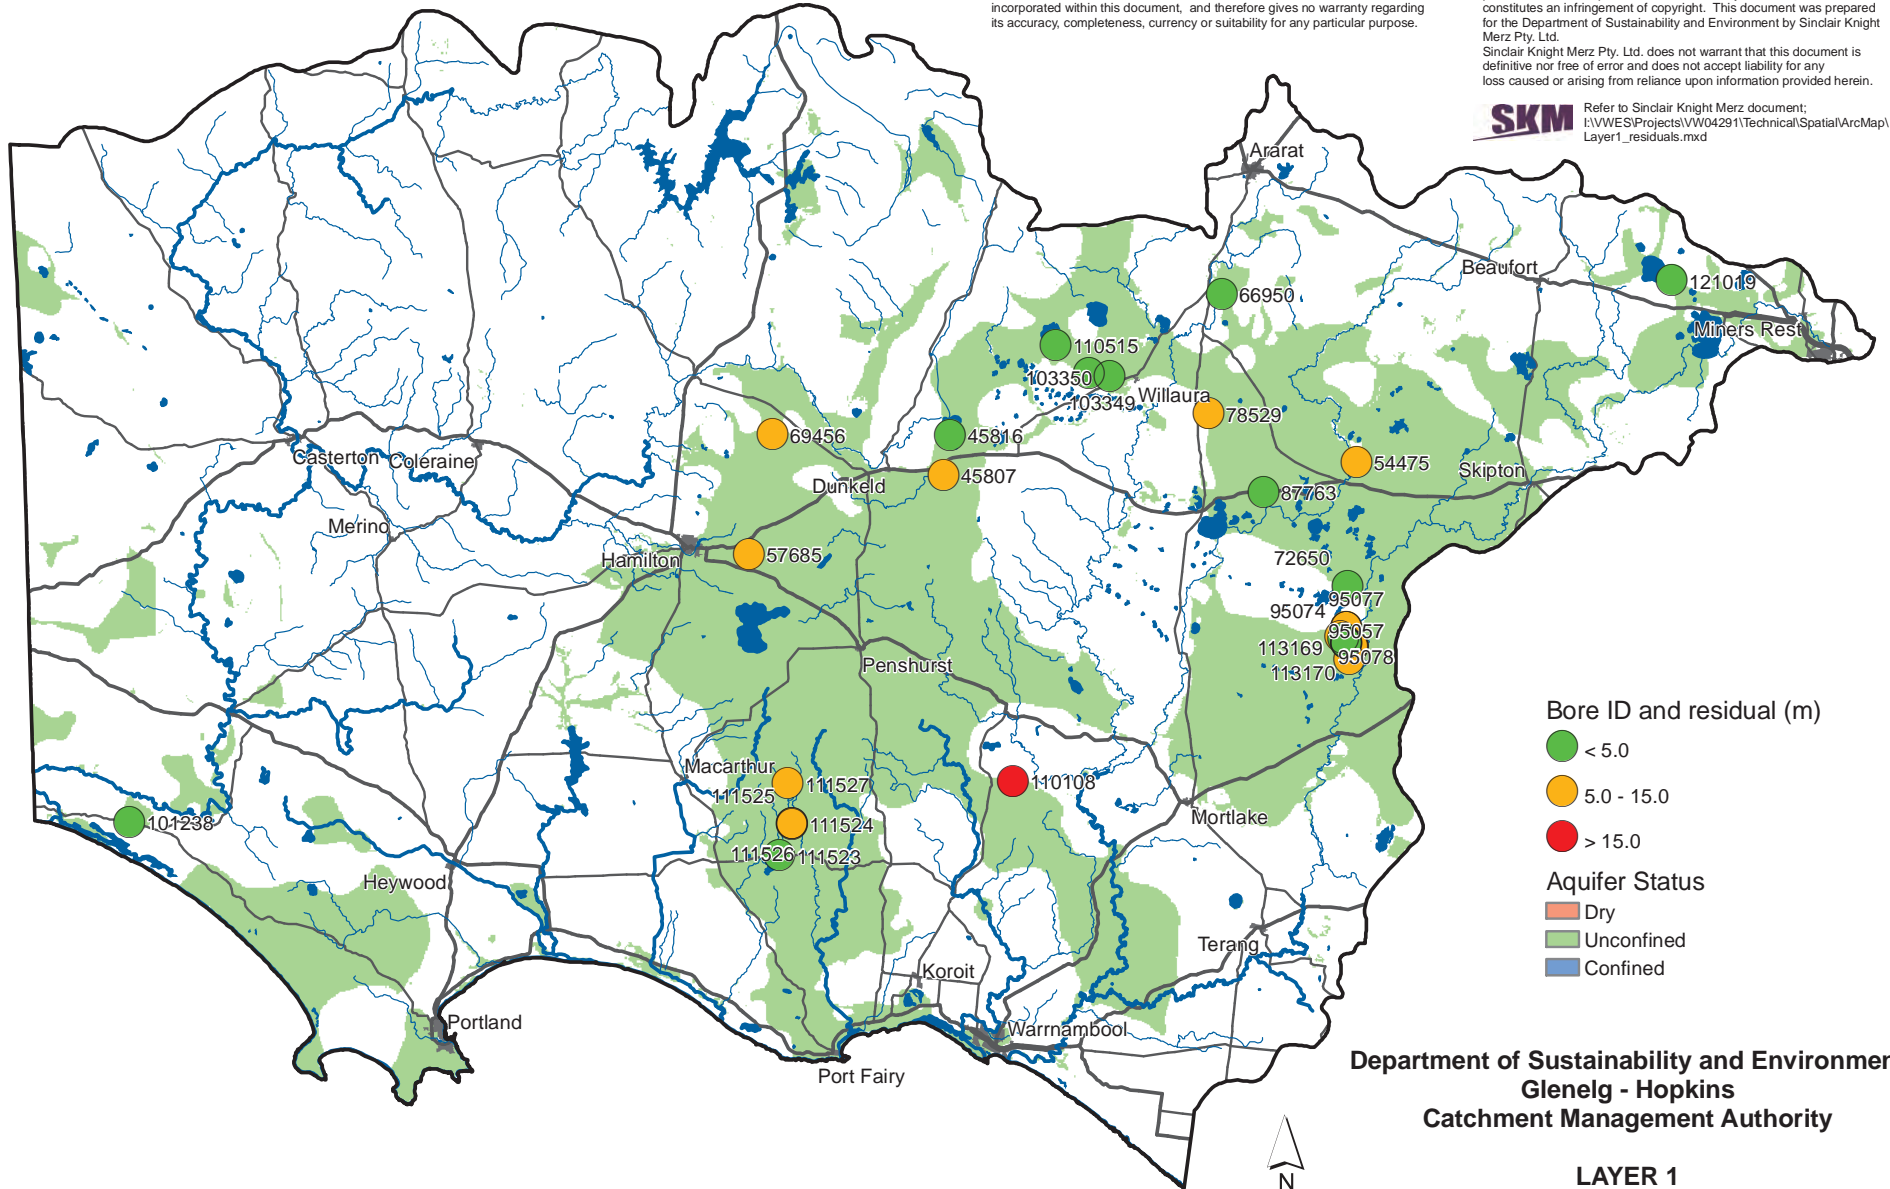 incorporated within this document, and therefore gives no warranty regarding
its accuracy, completeness, currency or suitability for any particular purpose.
constitutes an infringement of copyright. This document was prepared
for the Department of Sustainability and Environment by Sinclair Knight
Merz Pty. Ltd.
Sinclair Knight Merz Pty. Ltd. does not warrant that this document is
definitive nor free of error and does not accept liability for any
loss caused or arising from reliance upon information provided herein.
SKM
Refer to Sinclair Knight Merz document;
I:\VWES\Projects\VW04291\Technical\Spatial\ArcMap\
Layer1_residuals.mxd
Ararat
Beaufort
121019
66950
Miners Rest
110515
103350
103349
Willaura
78529
69456
45816
Casterton
Coleraine
54475
Skipton
45807
Dunkeld
87763
Merino
57685
Hamilton
72650
95077
95074
95057
113169
95078
113170
Penshurst
Macarthur
111527
111525
110108
101238
111524
Mortlake
111526
111523
Heywood
Terang
Koroit
Portland
Warrnambool
Port Fairy
Bore ID and residual (m)
< 5.0
5.0 - 15.0
> 15.0
Aquifer Status
Dry
Unconfined
Confined
Department of Sustainability and Environmen
Glenelg - Hopkins
Catchment Management Authority
N
LAYER 1